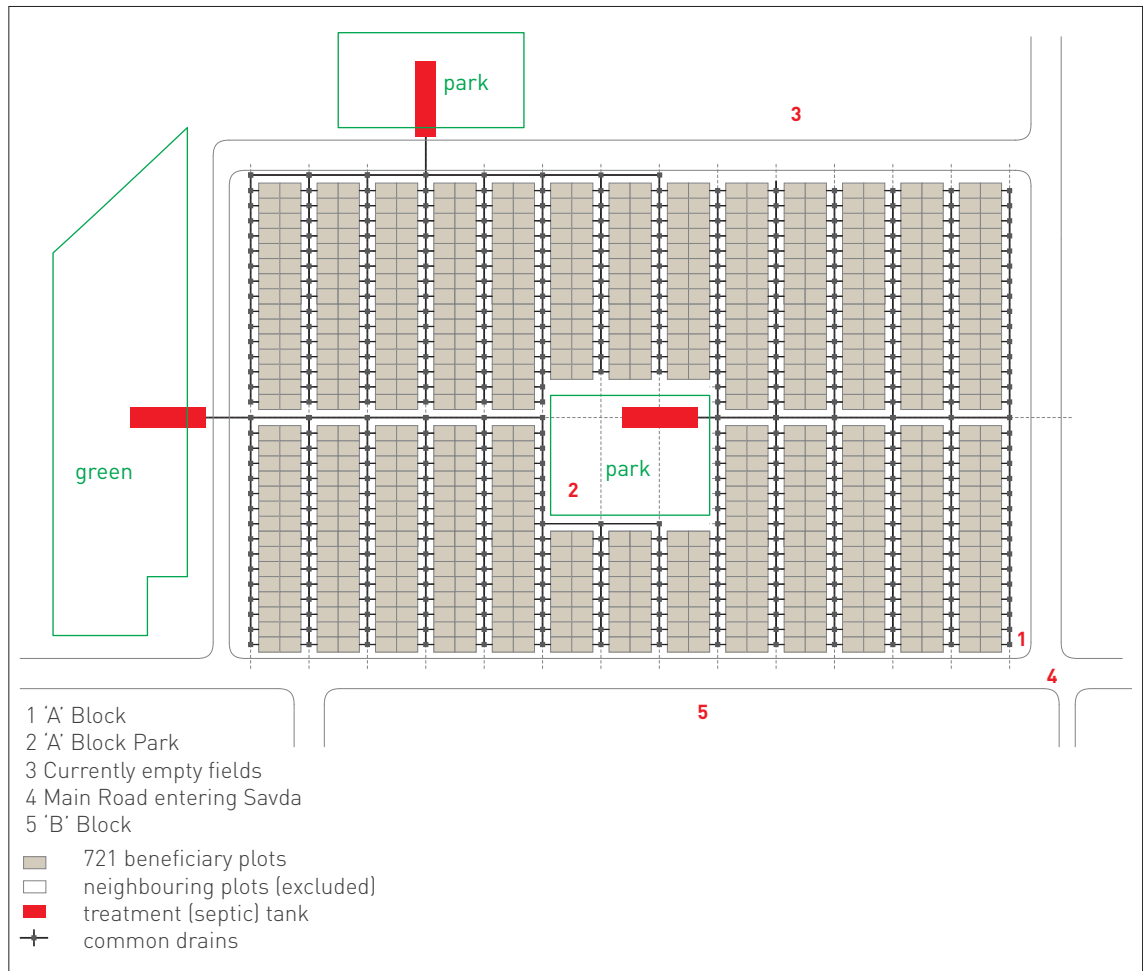 park
3
green
park
2
1
4
5
1 ‘A’ Block
2 ‘A’ Block Park
3 Currently empty fields
4 Main Road entering Savda
5 ‘B’ Block
721 beneficiary plots
neighbouring plots (excluded)
treatment (septic) tank
common drains